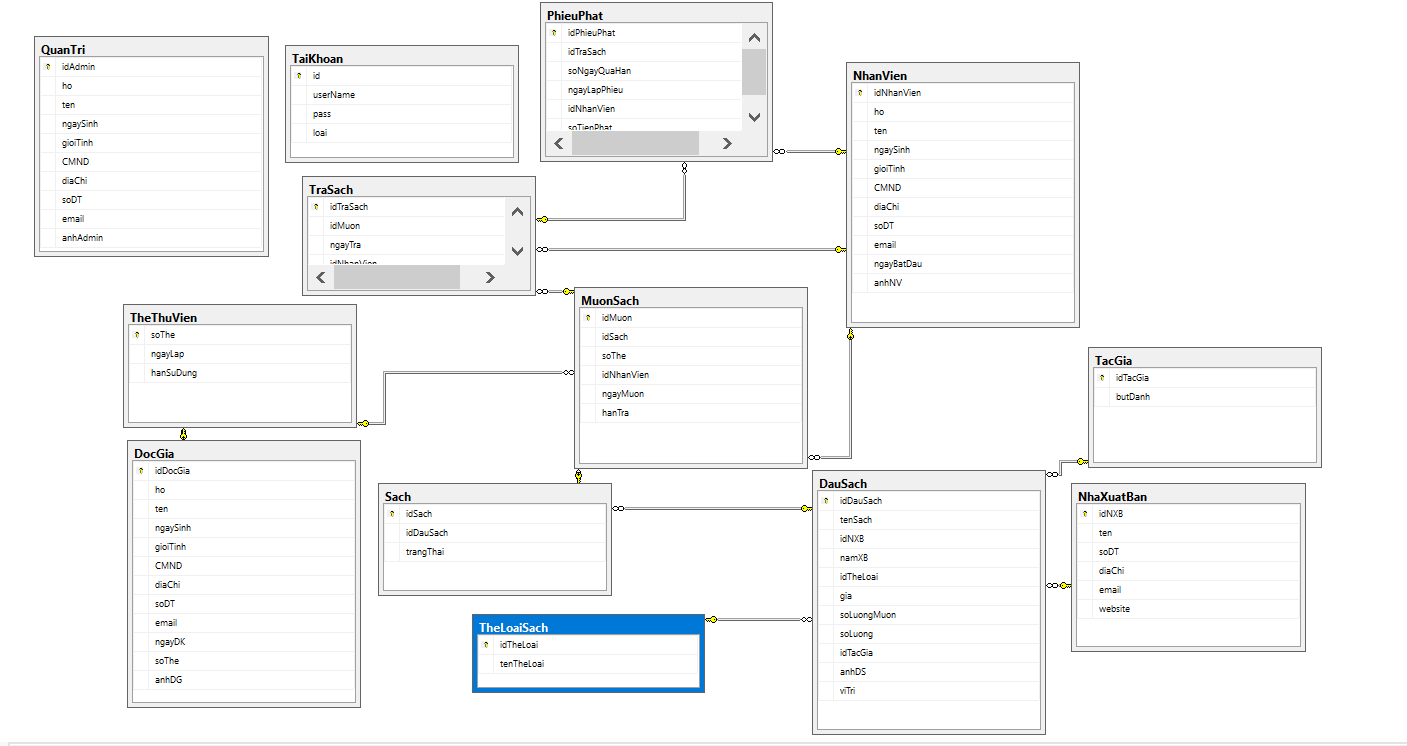 QuanTri
idAdmin
ho
ten
ngaySinh
gioiTinh
CMND
diaChi
soDT
email
anhAdmin
TaiKhoan
id
userName
pass
loai
PhieuPhat
idPhieuPhat
idTraSach
soNgayQuaHan
ngayLapPhieu
idNhanVien
soTienPhat
NhanVien
idNhanVien
ho
ten
ngaySinh
gioiTinh
CMND
diaChi
soDT
email
ngayBatDau
anhNV
TraSach
idTraSach
idMuon
ngayTra
idNhanVien
TheThuVien
soThe
ngayLap
hanSuDung
MuonSach
idMuon
idSach
soThe
idNhanVien
ngayMuon
hanTra
TacGia
idTacGia
butDanh
DocGia
idDocGia
ho
ten
ngaySinh
gioiTinh
CMND
diaChi
soDT
email
ngayDK
soThe
anhDG
Sach
idSach
idDauSach
trangThai
DauSach
idDauSach
tenSach
idNXB
namXB
idTheLoai
gia
soLuongMuon
soLuong
idTacGia
anhDS
viTri
NhaXuatBan
idNXB
ten
soDT
diaChi
email
website
TheLoaiSach
idTheLoai
tenTheLoai